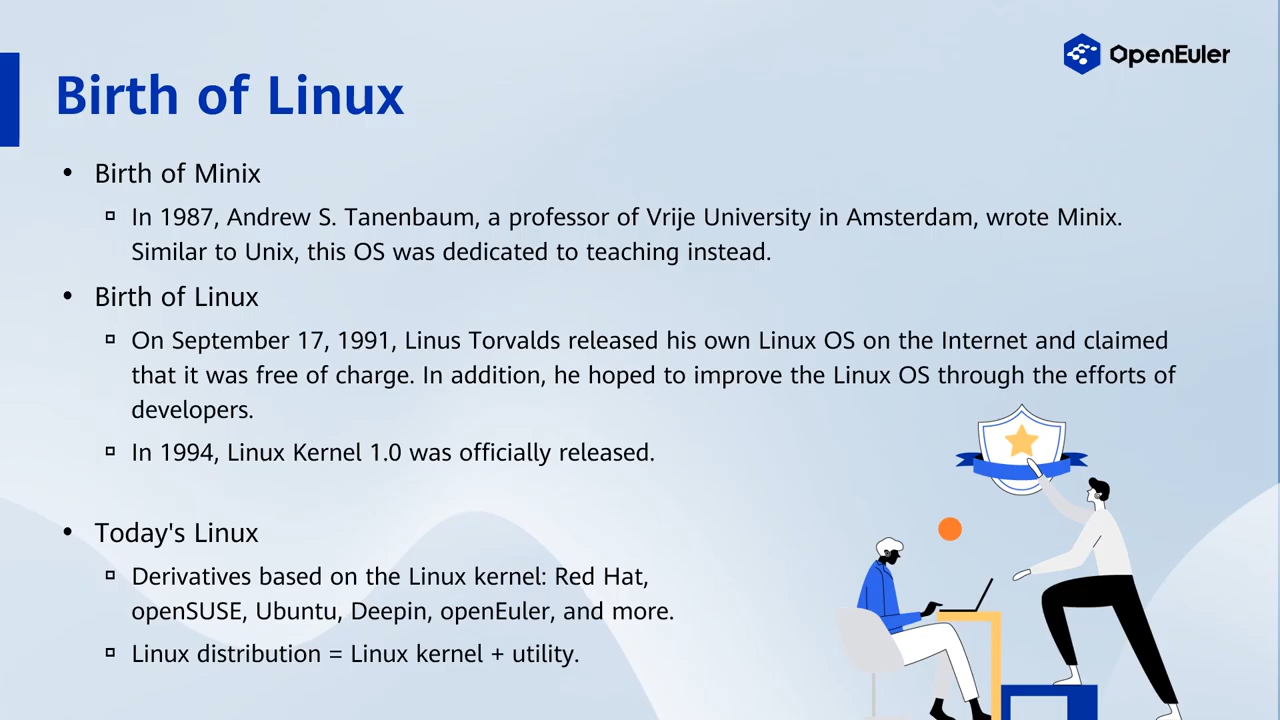 OpenEuler
Birth of Linux
• Birth of Minix
▫ In 1987, Andrew S. Tanenbaum, a professor of Vrije University in Amsterdam, wrote Minix.
Similar to Unix, this OS was dedicated to teaching instead.
• Birth of Linux
▫ On September 17, 1991, Linus Torvalds released his own Linux OS on the Internet and claimed
that it was free of charge. In addition, he hoped to improve the Linux OS through the efforts of
developers.
▫ In 1994, Linux Kernel 1.0 was officially released.
• Today's Linux
▫ Derivatives based on the Linux kernel: Red Hat,
openSUSE, Ubuntu, Deepin, openEuler, and more.
▫ Linux distribution = Linux kernel + utility.